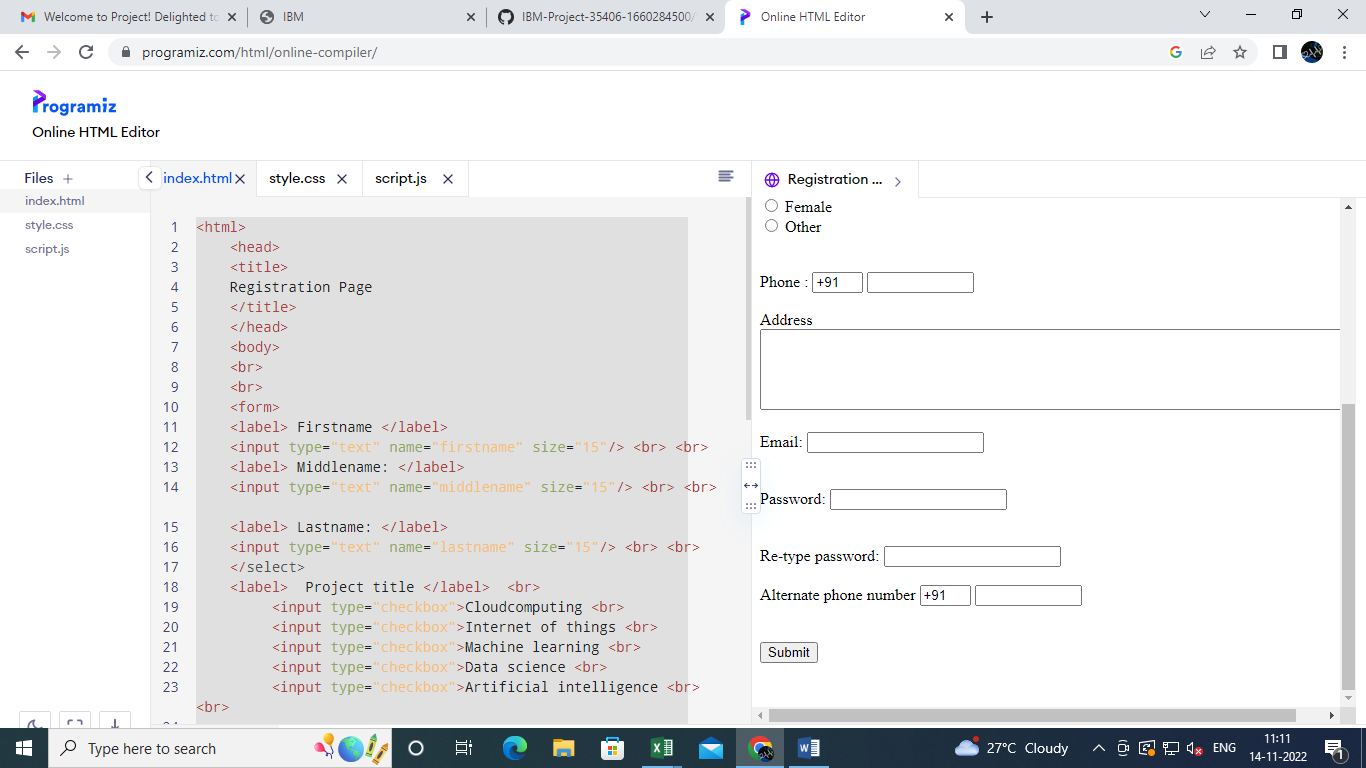 Welcome to Project! Delighted to
IBM
IBM-Project-35406-1660284500/
Online HTML Editor
programiz.com/html/online-compiler/
Programiz
Online HTML Editor
Files +
index.html
style.css
script.js
index.html
style.css
script.js
1 <html>
2 <head>
3 <title>
4 Registration Page
5 </title>
6 </head>
7 <body>
8 <br>
9 <br>
10 <form>
11 <label> Firstname </label>
12 <input type="text" name="firstname" size="15"/> <br> <br>
13 <label> Middlename: </label>
14 <input type="text" name="middlename" size="15"/> <br> <br>
15 <label> Lastname: </label>
16 <input type="text" name="lastname" size="15"/> <br> <br>
17 </select>
18 <label>  Project title </label>  <br>
19 <input type="checkbox">Cloudcomputing <br>
20 <input type="checkbox">Internet of things <br>
21 <input type="checkbox">Machine learning <br>
22 <input type="checkbox">Data science <br>
23 <input type="checkbox">Artificial intelligence <br>
<br>
Registration ...
Female
Other
Phone : +91
Address
Email:
Password:
Re-type password:
Alternate phone number +91
Submit
Type here to search
27°C Cloudy
ENG
11:11
14-11-2022
1